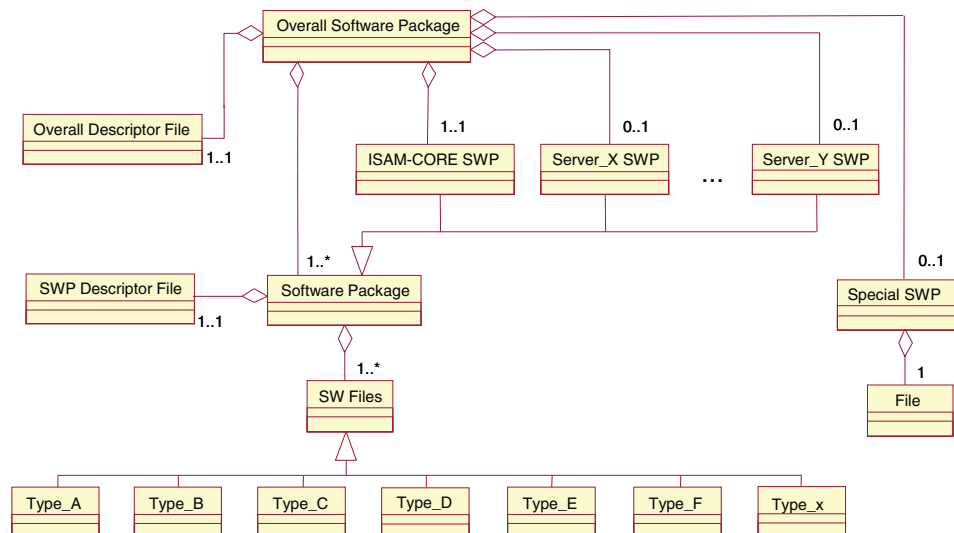 Overall Software Package
Overall Descriptor File
1..1
1..1
0..1
0..1
ISAM-CORE SWP
Server_X SWP
...
Server_Y SWP
1..*
0..1
SWP Descriptor File
1..1
Software Package
Special SWP
1..*
1
SW Files
File
Type_A
Type_B
Type_C
Type_D
Type_E
Type_F
Type_x